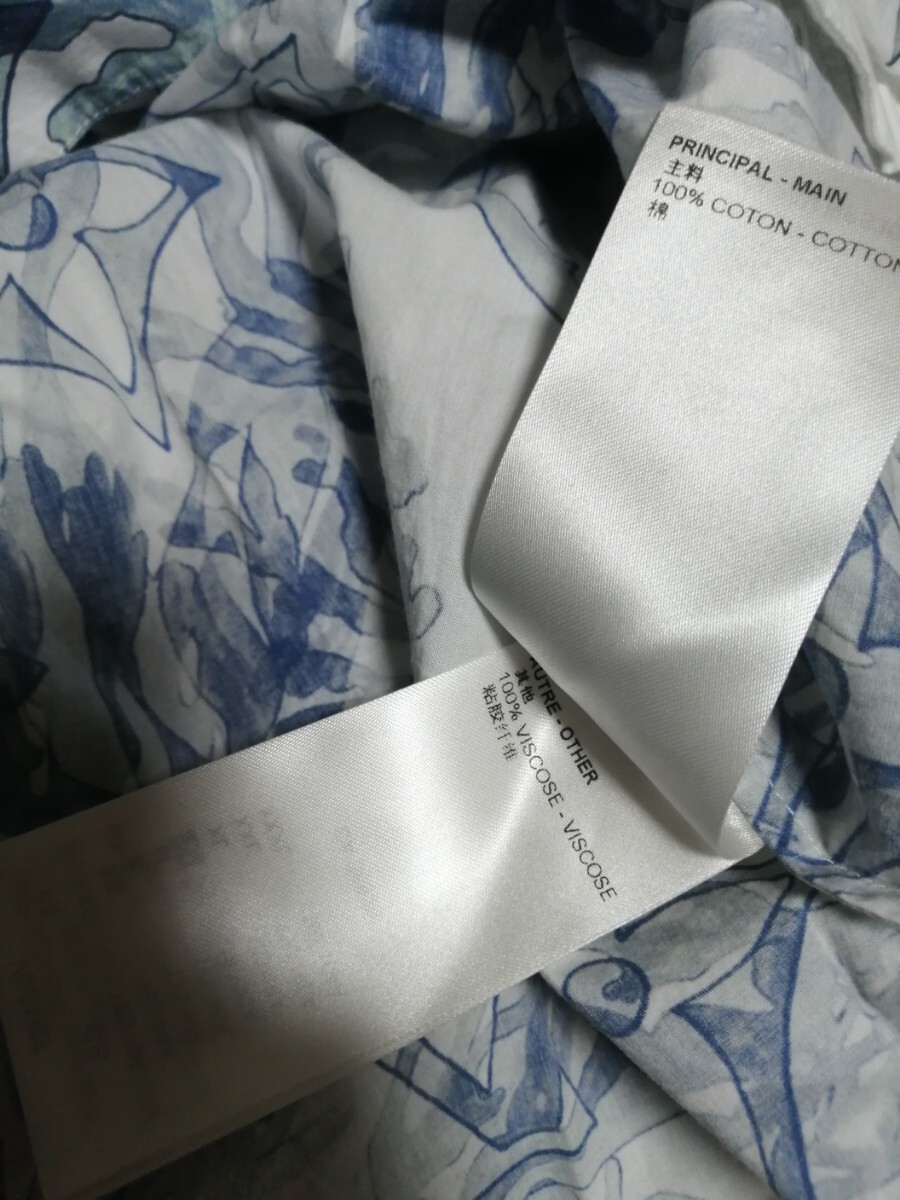 PRINCIPAL - MAIN
主料
100% COTON - COTTON
棉
AUTRE - OTHER
其他
100% VISCOSE - VISCOSE
粘胶纤维